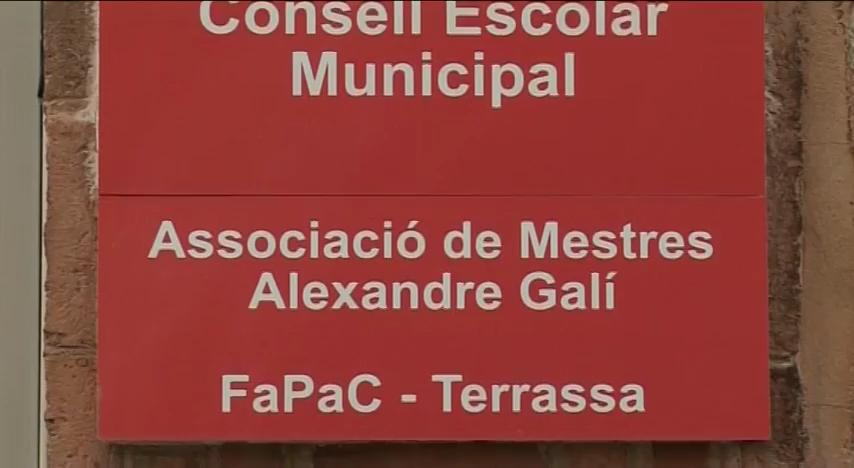 Consell Escolar
Municipal
Associació de Mestres
Alexandre Galí
FaPaC - Terrassa